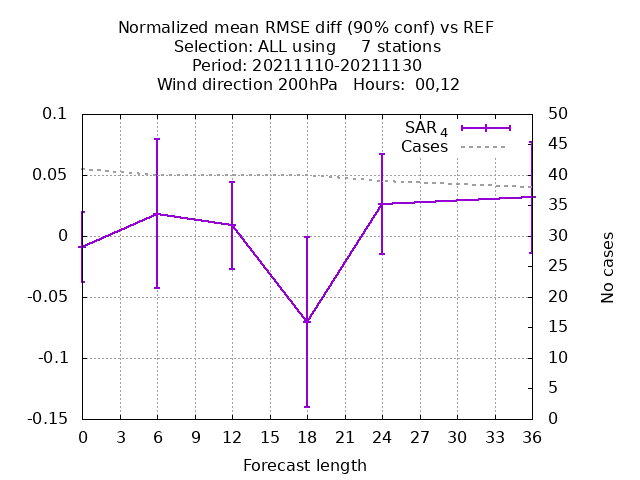 Normalized mean RMSE diff (90% conf) vs REF
Selection: ALL using     7 stations
Period: 20211110-20211130
Wind direction 200hPa   Hours:  00,12
SAR 4
Cases
0.1
0.05
0
-0.05
-0.1
-0.15
50
45
40
35
30
25
20
15
10
5
0
No cases
0 3 6 9 12 15 18 21 24 27 30 33 36
Forecast length